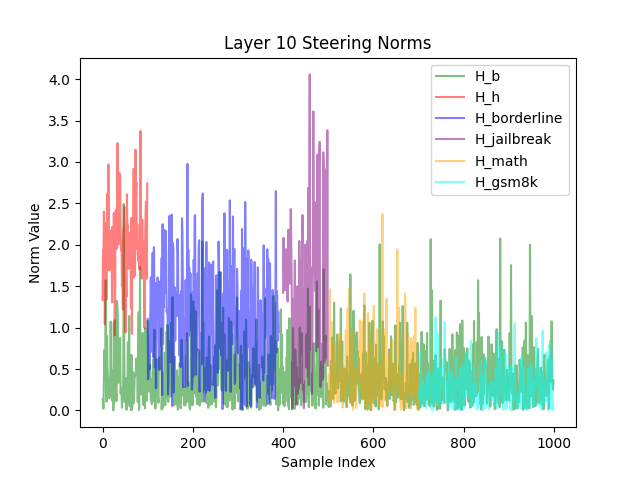 Layer 10 Steering Norms
Norm Value
4.0
3.5
3.0
2.5
2.0
1.5
1.0
0.5
0.0
H_b
H_h
H_borderline
H_jailbreak
H_math
H_gsm8k
0 200 400 600 800 1000
Sample Index